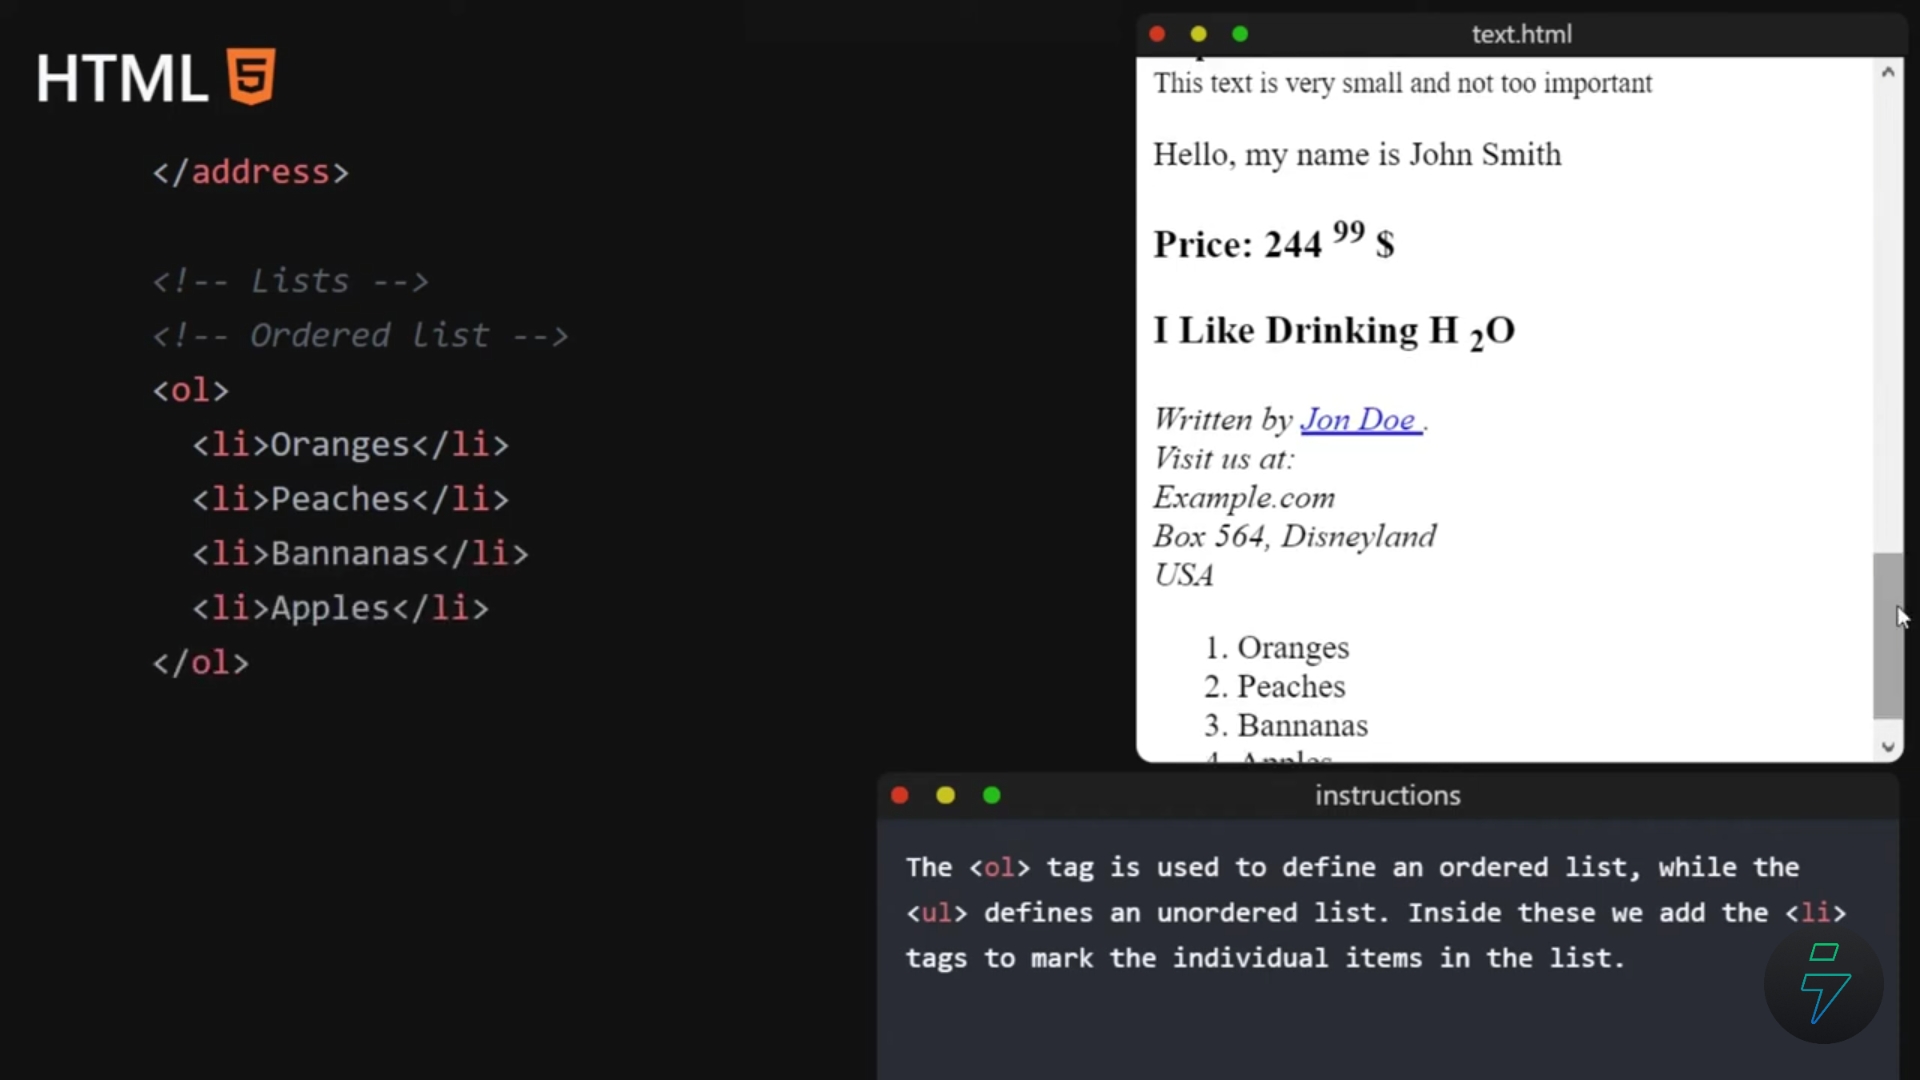 HTML 5
</address>
<!-- Lists -->
<!-- Ordered list -->
<ol>
<li>Oranges</li>
<li>Peaches</li>
<li>Bannanas</li>
<li>Apples</li>
</ol>
text.html
This text is very small and not too important
Hello, my name is John Smith
Price: 244 99 $
I Like Drinking H 2O
Written by Jon Doe .
Visit us at:
Example.com
Box 564, Disneyland
USA
1. Oranges
2. Peaches
3. Bannanas
4. Apples
instructions
The <ol> tag is used to define an ordered list, while the
<ul> defines an unordered list. Inside these we add the <li>
tags to mark the individual items in the list.